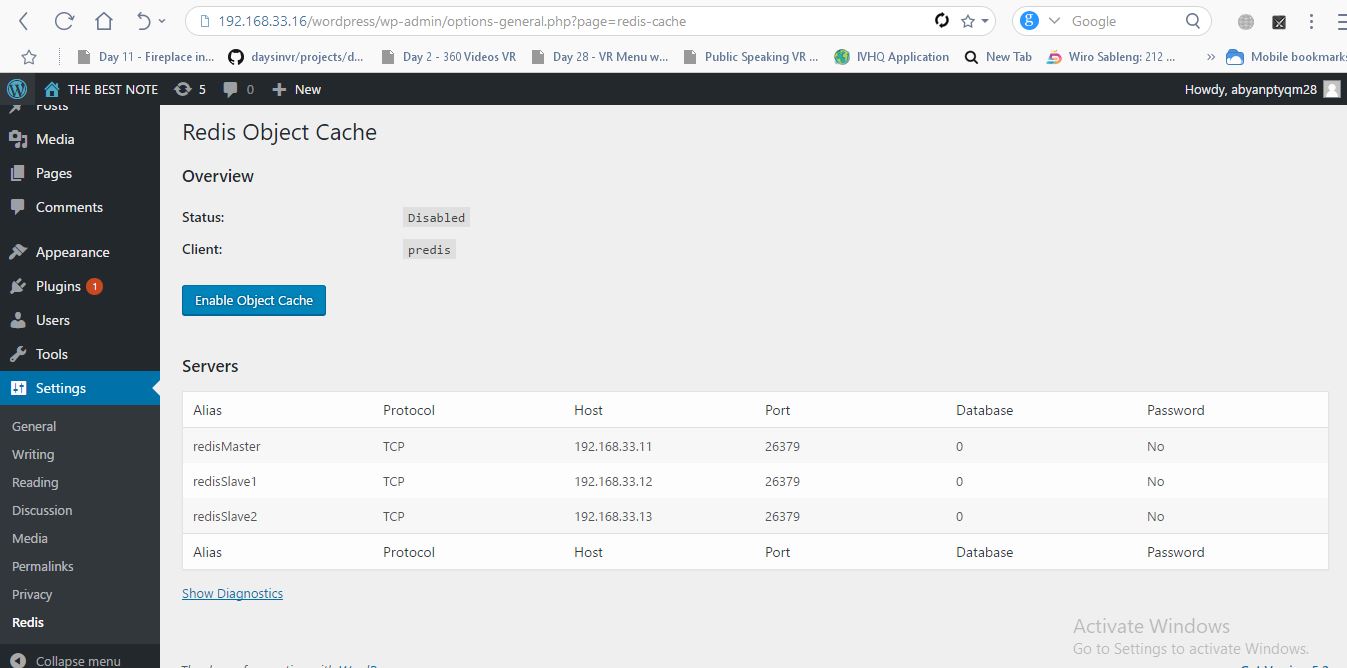 192.168.33.16/wordpress/wp-admin/options-general.php?page=redis-cache
g Google
Day 11 - Fireplace in... daysinvr/projects/d... Day 2 - 360 Videos VR Day 28 - VR Menu w... Public Speaking VR ... IVHQ Application New Tab Wiro Sableng: 212 ... » Mobile bookmarks
THE BEST NOTE 5 0 + New Howdy, abyanptyqm28
Posts
Media
Pages
Comments
Appearance
Plugins 1
Users
Tools
Settings
General
Writing
Reading
Discussion
Media
Permalinks
Privacy
Redis
Collapse menu
Redis Object Cache
Overview
Status: Disabled
Client: predis
Enable Object Cache
Servers
Alias Protocol Host Port Database Password
redisMaster TCP 192.168.33.11 26379 0 No
redisSlave1 TCP 192.168.33.12 26379 0 No
redisSlave2 TCP 192.168.33.13 26379 0 No
Alias Protocol Host Port Database Password
Show Diagnostics
Activate Windows
Go to Settings to activate Windows.